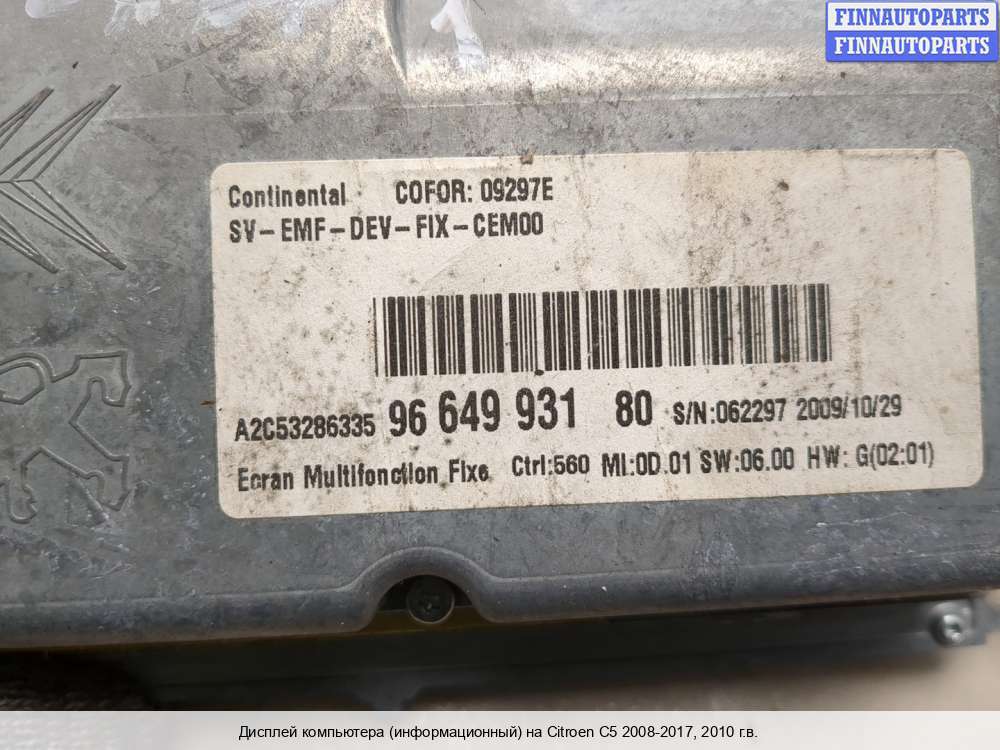 FINNAUTOPARTS
FINNAUTOPARTS
Continental COFOR: 09297E
SV-EMF-DEV-FIX-CEM00
A2C53286335 96 649 931 80 S/N:062297 2009/10/29
Ecran Multifonction Fixe Ctrl:560 MI:0D.01 SW:06.00 HW: G(02:01)
Дисплей компьютера (информационный) на Citroen C5 2008-2017, 2010 г.в.